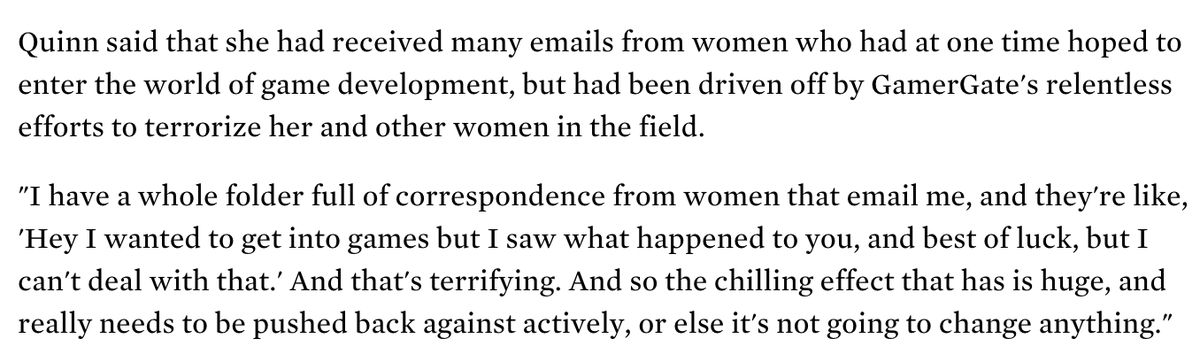 Quinn said that she had received many emails from women who had at one time hoped to
enter the world of game development, but had been driven off by GamerGate's relentless
efforts to terrorize her and other women in the field.
"I have a whole folder full of correspondence from women that email me, and they're like,
'Hey I wanted to get into games but I saw what happened to you, and best of luck, but I
can't deal with that.' And that's terrifying. And so the chilling effect that has is huge, and
really needs to be pushed back against actively, or else it's not going to change anything."